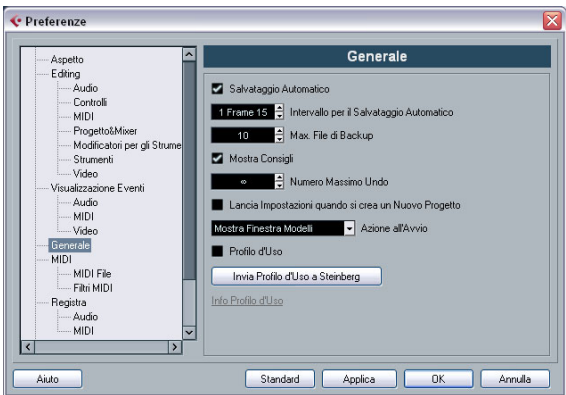 Preferenze
Aspetto
Editing
Audio
Controlli
MIDI
Progetto&Mixer
Modificatori per gli Strume
Strumenti
Video
Visualizzazione Eventi
Audio
MIDI
Video
Generale
MIDI
MIDI File
Filtri MIDI
Registra
Audio
MIDI
Generale
Salvataggio Automatico
1 Frame 15 Intervallo per il Salvataggio Automatico
10 Max. File di Backup
Mostra Consigli
∞ Numero Massimo Undo
Lancia Impostazioni quando si crea un Nuovo Progetto
Mostra Finestra Modelli Azione all'Avvio
Profilo d'Uso
Invia Profilo d'Uso a Steinberg
Info Profilo d'Uso
Aiuto Standard Applica OK Annulla